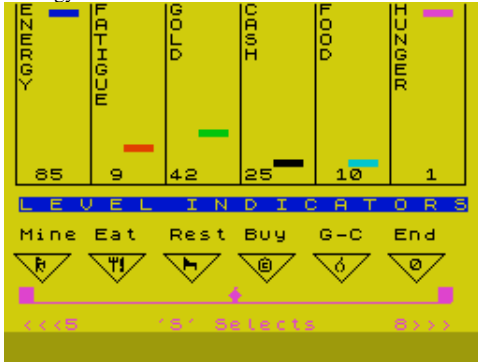 ENERGY
FATIGUE
GOLD
CASH
FOOD
HUNGER
85 9 42 25 10 1
LEVEL INDICATORS
Mine Eat Rest Buy G-C End
<<<5 'S' Selects 8>>>